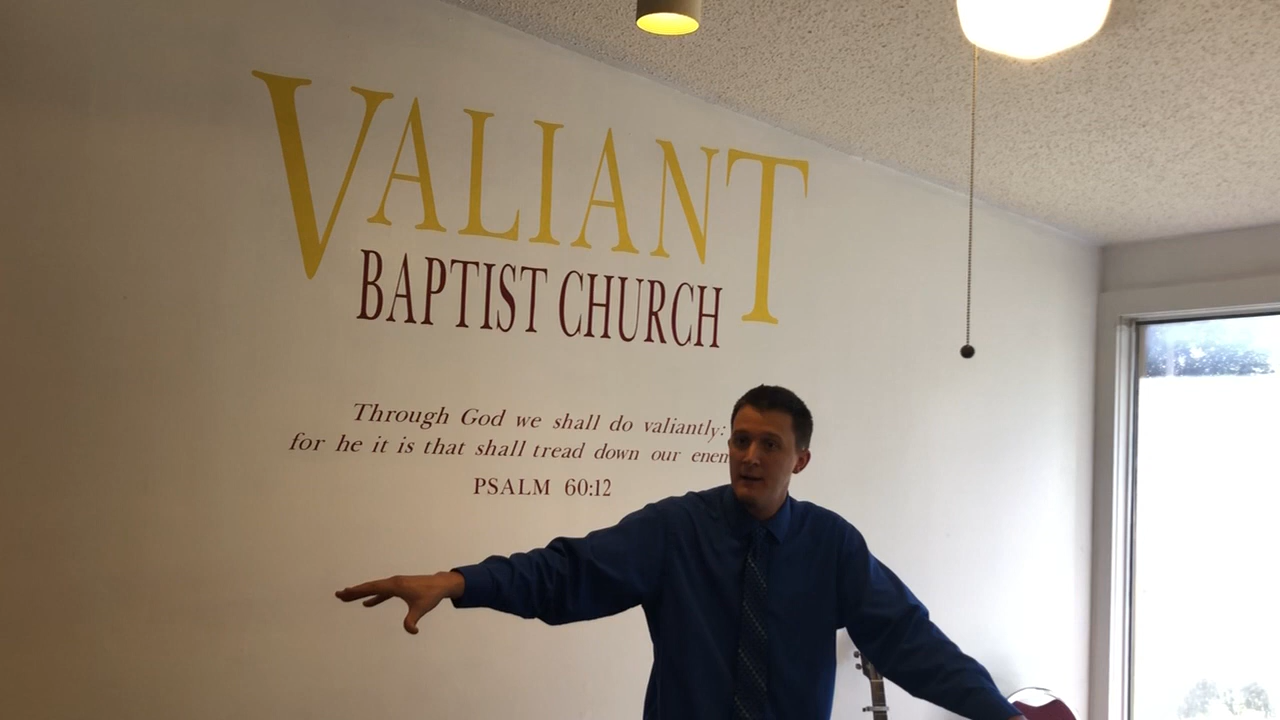 VALIANT
BAPTIST CHURCH
Through God we shall do valiantly:
for he it is that shall tread down our
PSALM 60:12